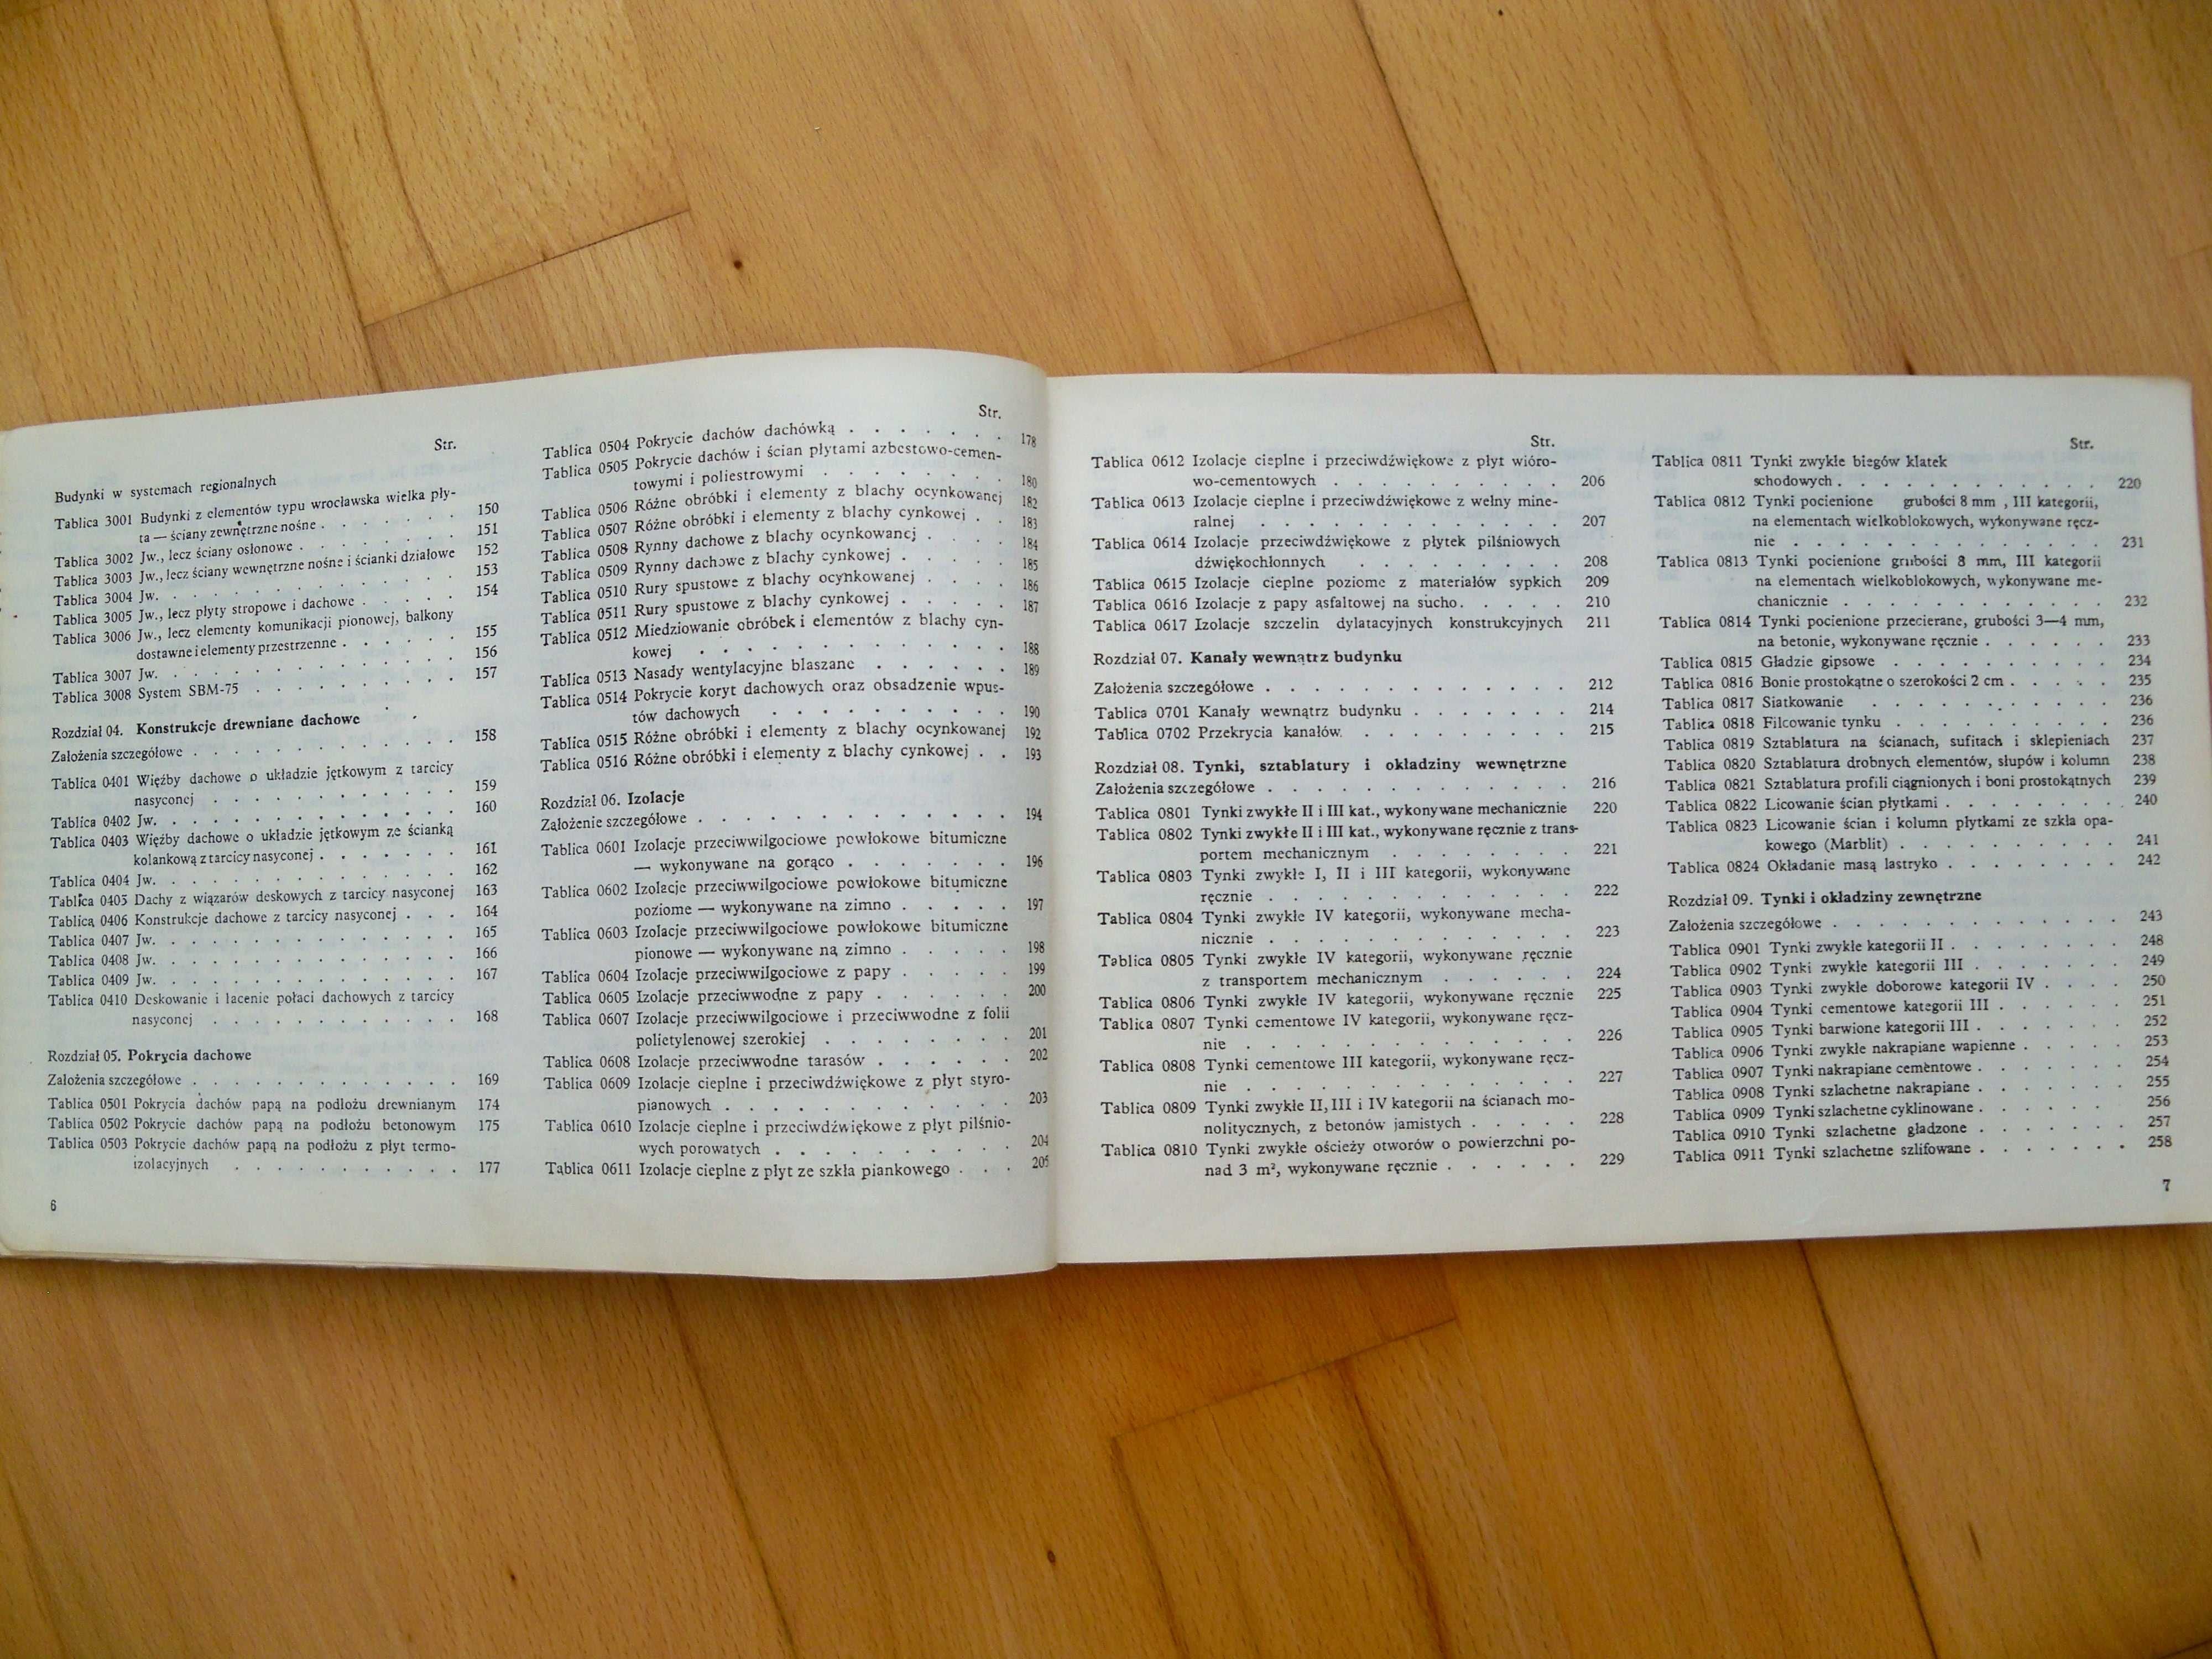 Str.
Budynki w systemach regionalnych
Tablica 3001 Budynki z elementów typu wrocławska wielka pły-
ta — ściany zewnętrzne nośne . . . . . . . 150
Tablica 3002 Jw., lecz ściany osłonowe . . . . . . . . 151
Tablica 3003 Jw., lecz ściany wewnętrzne nośne i ścianki działowe 152
Tablica 3004 Jw. . . . . . . . . . . . . . . 153
Tablica 3005 Jw., lecz płyty stropowe i dachowe . . . . . 154
Tablica 3006 Jw., lecz elementy komunikacji pionowej, balkony
dostawne i elementy przestrzenne . . . . . . 155
Tablica 3007 Jw. . . . . . . . . . . . . . . 156
Tablica 3008 System SBM-75 . . . . . . . . . . 157
Rozdział 04. Konstrukcje drewniane dachowe
Założenia szczegółowe . . . . . . . . . . . . . 158
Tablica 0401 Więźby dachowe o układzie jętkowym z tarcicy
nasyconej . . . . . . . . . . . . 159
Tablica 0402 Jw. . . . . . . . . . . . . . . 160
Tablica 0403 Więźby dachowe o układzie jętkowym ze ścianką
kolankową z tarcicy nasyconej . . . . . . . 161
Tablica 0404 Jw. . . . . . . . . . . . . . . 162
Tablica 0405 Dachy z wiązarów deskowych z tarcicy nasyconej 163
Tablica 0406 Konstrukcje dachowe z tarcicy nasyconej . . . 164
Tablica 0407 Jw. . . . . . . . . . . . . . . 165
Tablica 0408 Jw. . . . . . . . . . . . . . . 166
Tablica 0409 Jw. . . . . . . . . . . . . . . 167
Tablica 0410 Deskowanie i łacenie połaci dachowych z tarcicy
nasyconej . . . . . . . . . . . . 168
Rozdział 05. Pokrycia dachowe
Założenia szczegółowe . . . . . . . . . . . . . 169
Tablica 0501 Pokrycia dachów papą na podłożu drewnianym 174
Tablica 0502 Pokrycie dachów papą na podłożu betonowym 175
Tablica 0503 Pokrycie dachów papą na podłożu z płyt termo-
izolacyjnych . . . . . . . . . . . 177
6
Str.
Tablica 0504 Pokrycie dachów dachówką . . . . . . . 178
Tablica 0505 Pokrycie dachów i ścian płytami azbestowo-cemen-
towymi i poliestrowymi . . . . . . . . 180
Tablica 0506 Różne obróbki i elementy z blachy ocynkowanej 182
Tablica 0507 Różne obróbki i elementy z blachy cynkowej . . 183
Tablica 0508 Rynny dachowe z blachy ocynkowanej . . . . 184
Tablica 0509 Rynny dachowe z blachy cynkowej . . . . . 185
Tablica 0510 Rury spustowe z blachy ocynkowanej . . . . 186
Tablica 0511 Rury spustowe z blachy cynkowej . . . . . 187
Tablica 0512 Miedziowanie obróbek i elementów z blachy cyn-
kowej . . . . . . . . . . . . . 188
Tablica 0513 Nasady wentylacyjne blaszane . . . . . . 189
Tablica 0514 Pokrycie koryt dachowych oraz obsadzenie wpus-
tów dachowych . . . . . . . . . . 190
Tablica 0515 Różne obróbki i elementy z blachy ocynkowanej 192
Tablica 0516 Różne obróbki i elementy z blachy cynkowej . . 193
Rozdział 06. Izolacje
Założenie szczegółowe . . . . . . . . . . . . . 194
Tablica 0601 Izolacje przeciwwilgociowe powłokowe bitumiczne
— wykonywane na gorąco . . . . . . . 196
Tablica 0602 Izolacje przeciwwilgociowe powłokowe bitumiczne
poziome — wykonywane na zimno . . . . . 197
Tablica 0603 Izolacje przeciwwilgociowe powłokowe bitumiczne
pionowe — wykonywane na zimno . . . . . 198
Tablica 0604 Izolacje przeciwwilgociowe z papy . . . . . 199
Tablica 0605 Izolacje przeciwwodne z papy . . . . . . 200
Tablica 0607 Izolacje przeciwwilgociowe i przeciwwodne z folii
polietylenowej szerokiej . . . . . . . . 201
Tablica 0608 Izolacje przeciwwodne tarasów . . . . . . 202
Tablica 0609 Izolacje cieplne i przeciwdźwiękowe z płyt styro-
pianowych . . . . . . . . . . . . 203
Tablica 0610 Izolacje cieplne i przeciwdźwiękowe z płyt pilśnio-
wych porowatych . . . . . . . . . . 204
Tablica 0611 Izolacje cieplne z płyt ze szkła piankowego . . . 205
Str.
Tablica 0612 Izolacje cieplne i przeciwdźwiękowe z płyt wióro-
wo-cementowych . . . . . . . . . . 206
Tablica 0613 Izolacje cieplne i przeciwdźwiękowe z wełny mine-
ralnej . . . . . . . . . . . . . 207
Tablica 0614 Izolacje przeciwdźwiękowe z płytek pilśniowych
dźwiękochłonnych . . . . . . . . . 208
Tablica 0615 Izolacje cieplne poziome z materiałów sypkich 209
Tablica 0616 Izolacje z papy asfaltowej na sucho. . . . . 210
Tablica 0617 Izolacje szczelin dylatacyjnych konstrukcyjnych 211
Rozdział 07. Kanały wewnątrz budynku
Założenia szczegółowe . . . . . . . . . . . . . 212
Tablica 0701 Kanały wewnątrz budynku . . . . . . . 214
Tablica 0702 Przekrycia kanałów. . . . . . . . . . 215
Rozdział 08. Tynki, sztablatury i okładziny wewnętrzne
Założenia szczegółowe . . . . . . . . . . . . . 216
Tablica 0801 Tynki zwykłe II i III kat., wykonywane mechanicznie 220
Tablica 0802 Tynki zwykłe II i III kat., wykonywane ręcznie z trans-
portem mechanicznym . . . . . . . . 221
Tablica 0803 Tynki zwykłe I, II i III kategorii, wykonywane
ręcznie . . . . . . . . . . . . . 222
Tablica 0804 Tynki zwykłe IV kategorii, wykonywane mecha-
nicznie . . . . . . . . . . . . . 223
Tablica 0805 Tynki zwykłe IV kategorii, wykonywane ręcznie
z transportem mechanicznym . . . . . . 224
Tablica 0806 Tynki zwykłe IV kategorii, wykonywane ręcznie 225
Tablica 0807 Tynki cementowe IV kategorii, wykonywane ręcz-
nie . . . . . . . . . . . . . . 226
Tablica 0808 Tynki cementowe III kategorii, wykonywane ręcz-
nie . . . . . . . . . . . . . . 227
Tablica 0809 Tynki zwykłe II, III i IV kategorii na ścianach mo-
nolitycznych, z betonów jamistych . . . . . 228
Tablica 0810 Tynki zwykłe ościeży otworów o powierzchni po-
nad 3 m², wykonywane ręcznie . . . . . . 229
Str.
Tablica 0811 Tynki zwykłe biegów klatek
schodowych . . . . . . . . . . . . 220
Tablica 0812 Tynki pocienione grubości 8 mm , III kategorii,
na elementach wielkoblokowych, wykonywane ręcz-
nie . . . . . . . . . . . . . . 231
Tablica 0813 Tynki pocienione grubości 8 mm, III kategorii
na elementach wielkoblokowych, wykonywane me-
chanicznie . . . . . . . . . . . . 232
Tablica 0814 Tynki pocienione przecierane, grubości 3—4 mm,
na betonie, wykonywane ręcznie . . . . . . 233
Tablica 0815 Gładzie gipsowe . . . . . . . . . . 234
Tablica 0816 Bonie prostokątne o szerokości 2 cm . . . . . 235
Tablica 0817 Siatkowanie . . . . . . . . . . . 236
Tablica 0818 Filcowanie tynku . . . . . . . . . . 236
Tablica 0819 Sztablatura na ścianach, sufitach i sklepieniach 237
Tablica 0820 Sztablatura drobnych elementów, słupów i kolumn 238
Tablica 0821 Sztablatura profili ciągnionych i boni prostokątnych 239
Tablica 0822 Licowanie ścian płytkami . . . . . . . . 240
Tablica 0823 Licowanie ścian i kolumn płytkami ze szkła opa-
kowego (Marblit) . . . . . . . . . . 241
Tablica 0824 Okładanie masą lastryko . . . . . . . . 242
Rozdział 09. Tynki i okładziny zewnętrzne
Założenia szczegółowe . . . . . . . . . . . . . 243
Tablica 0901 Tynki zwykłe kategorii II . . . . . . . . 248
Tablica 0902 Tynki zwykłe kategorii III . . . . . . . 249
Tablica 0903 Tynki zwykłe doborowe kategorii IV . . . . 250
Tablica 0904 Tynki cementowe kategorii III . . . . . . 251
Tablica 0905 Tynki barwione kategorii III . . . . . . . 252
Tablica 0906 Tynki zwykłe nakrapiane wapienne . . . . . 253
Tablica 0907 Tynki nakrapiane cementowe . . . . . . . 254
Tablica 0908 Tynki szlachetne nakrapiane . . . . . . . 255
Tablica 0909 Tynki szlachetne cyklinowane . . . . . . . 256
Tablica 0910 Tynki szlachetne gładzone . . . . . . . 257
Tablica 0911 Tynki szlachetne szlifowane . . . . . . . 258
7